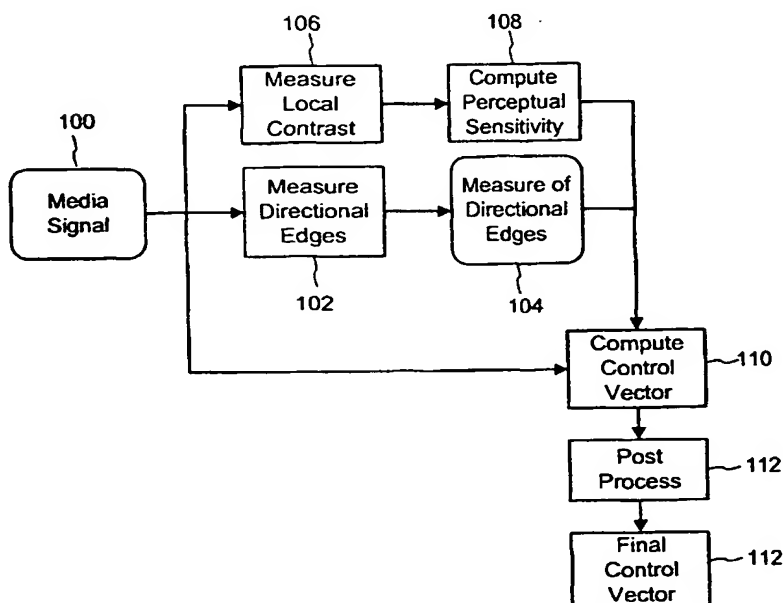 106
108
Measure
Local
Contrast
Compute
Perceptual
Sensitivity
100
Media
Signal
Measure
Directional
Edges
Measure of
Directional
Edges
102
104
Compute
Control
Vector
110
Post
Process
112
Final
Control
Vector
112